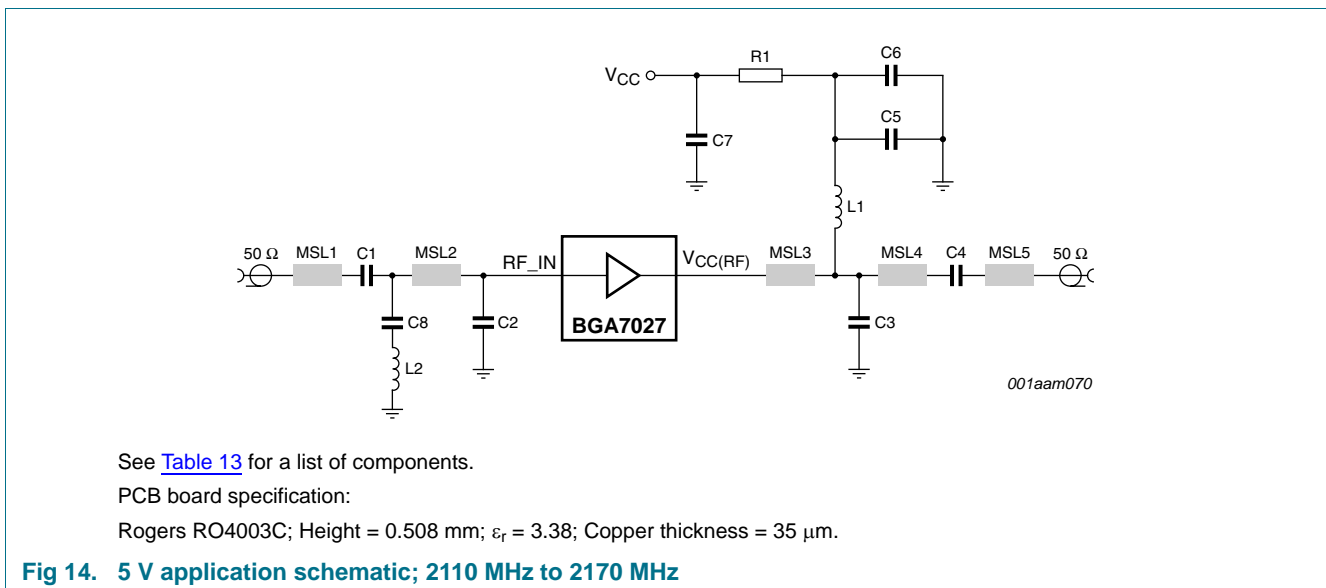 C6
R1
VCC
C5
C7
L1
50 Ω MSL1 C1 MSL2 RF_IN VCC(RF) MSL3 MSL4 C4 MSL5 50 Ω
C8 C2 BGA7027 C3
L2
001aam070
See Table 13 for a list of components.
PCB board specification:
Rogers RO4003C; Height = 0.508 mm; εr = 3.38; Copper thickness = 35 μm.
Fig 14. 5 V application schematic; 2110 MHz to 2170 MHz